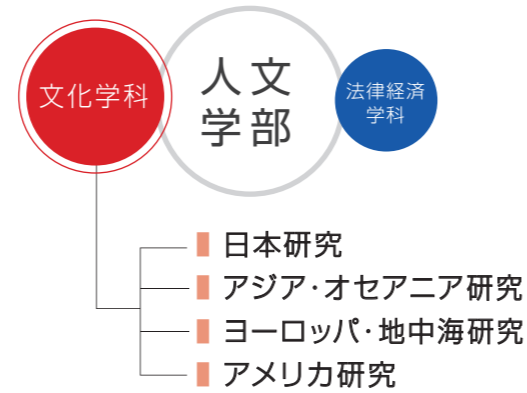 文化学科
人文
学部
法律経済
学科
日本研究
アジア・オセアニア研究
ヨーロッパ・地中海研究
アメリカ研究